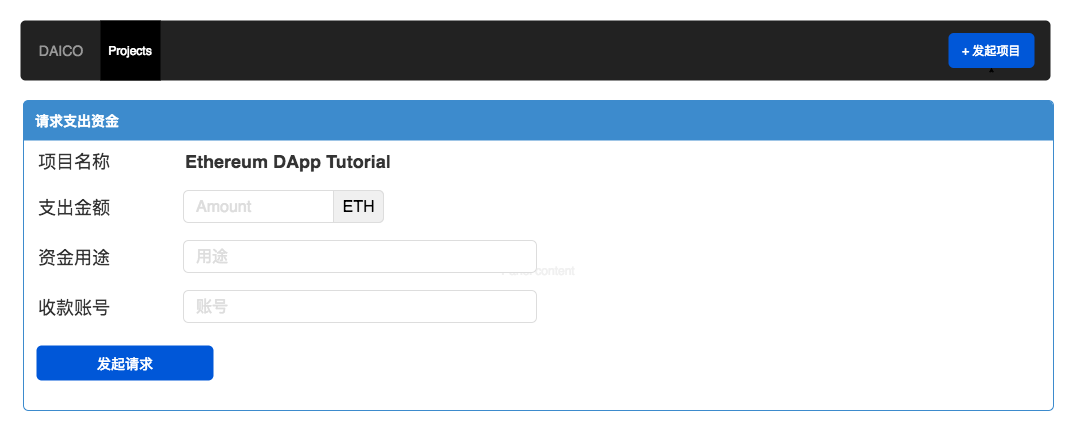 DAICO Projects + 发起项目
请求支出资金
项目名称 Ethereum DApp Tutorial
支出金额 Amount ETH
资金用途 用途
content
收款账号 账号
发起请求